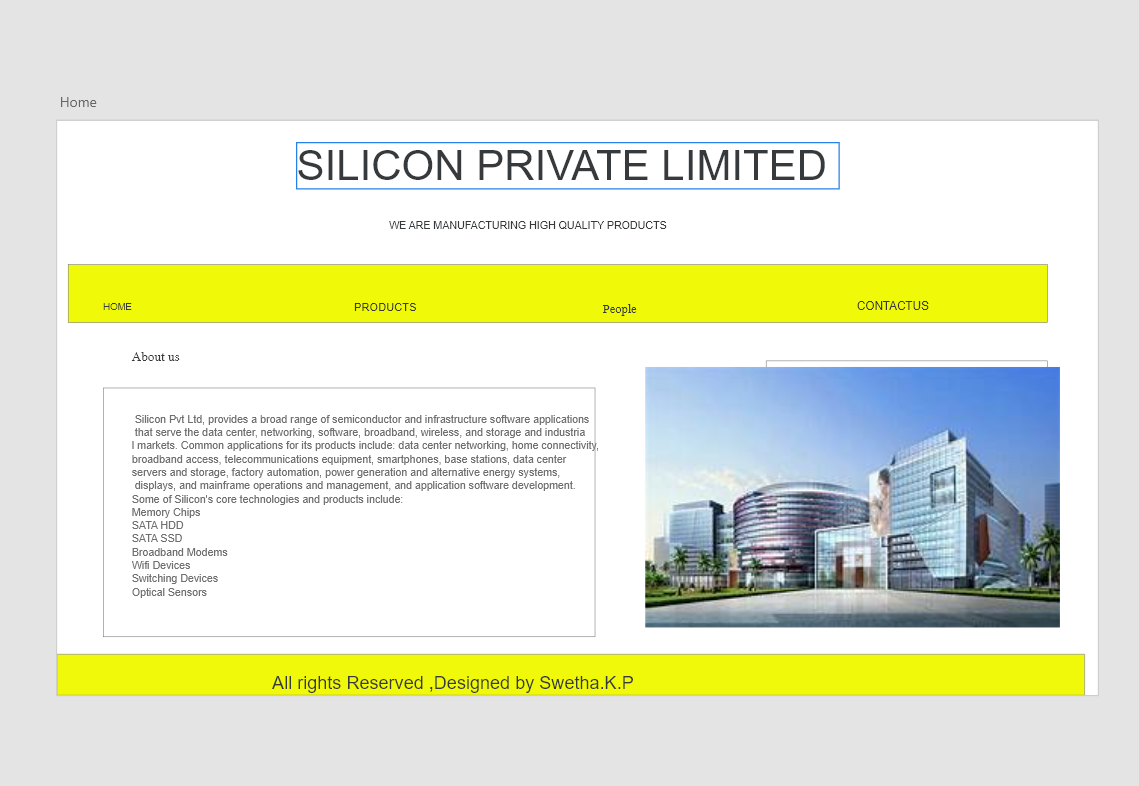 Home
SILICON PRIVATE LIMITED
WE ARE MANUFACTURING HIGH QUALITY PRODUCTS
HOME
PRODUCTS
People
CONTACTUS
About us
Silicon Pvt Ltd, provides a broad range of semiconductor and infrastructure software applications
that serve the data center, networking, software, broadband, wireless, and storage and industria
l markets. Common applications for its products include: data center networking, home connectivity,
broadband access, telecommunications equipment, smartphones, base stations, data center
servers and storage, factory automation, power generation and alternative energy systems,
displays, and mainframe operations and management, and application software development.
Some of Silicon's core technologies and products include:
Memory Chips
SATA HDD
SATA SSD
Broadband Modems
Wifi Devices
Switching Devices
Optical Sensors
All rights Reserved ,Designed by Swetha.K.P